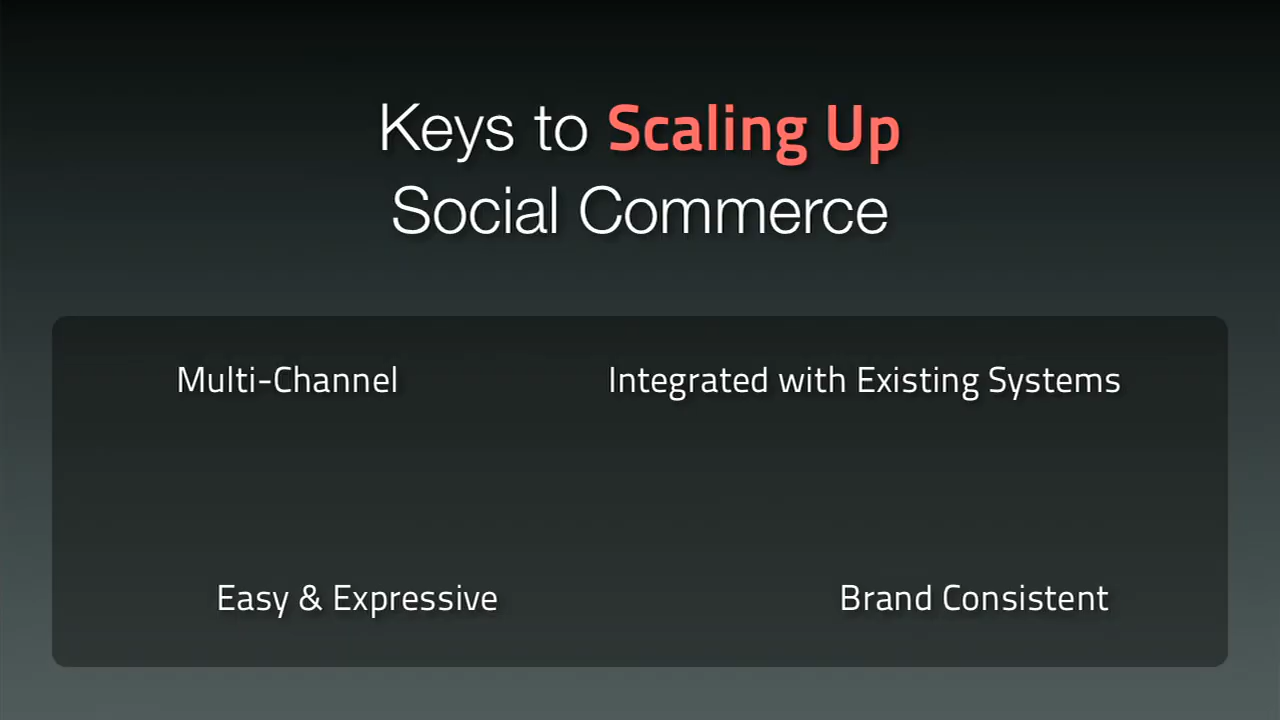 Keys to Scaling Up
Social Commerce
Multi-Channel
Integrated with Existing Systems
Easy & Expressive
Brand Consistent